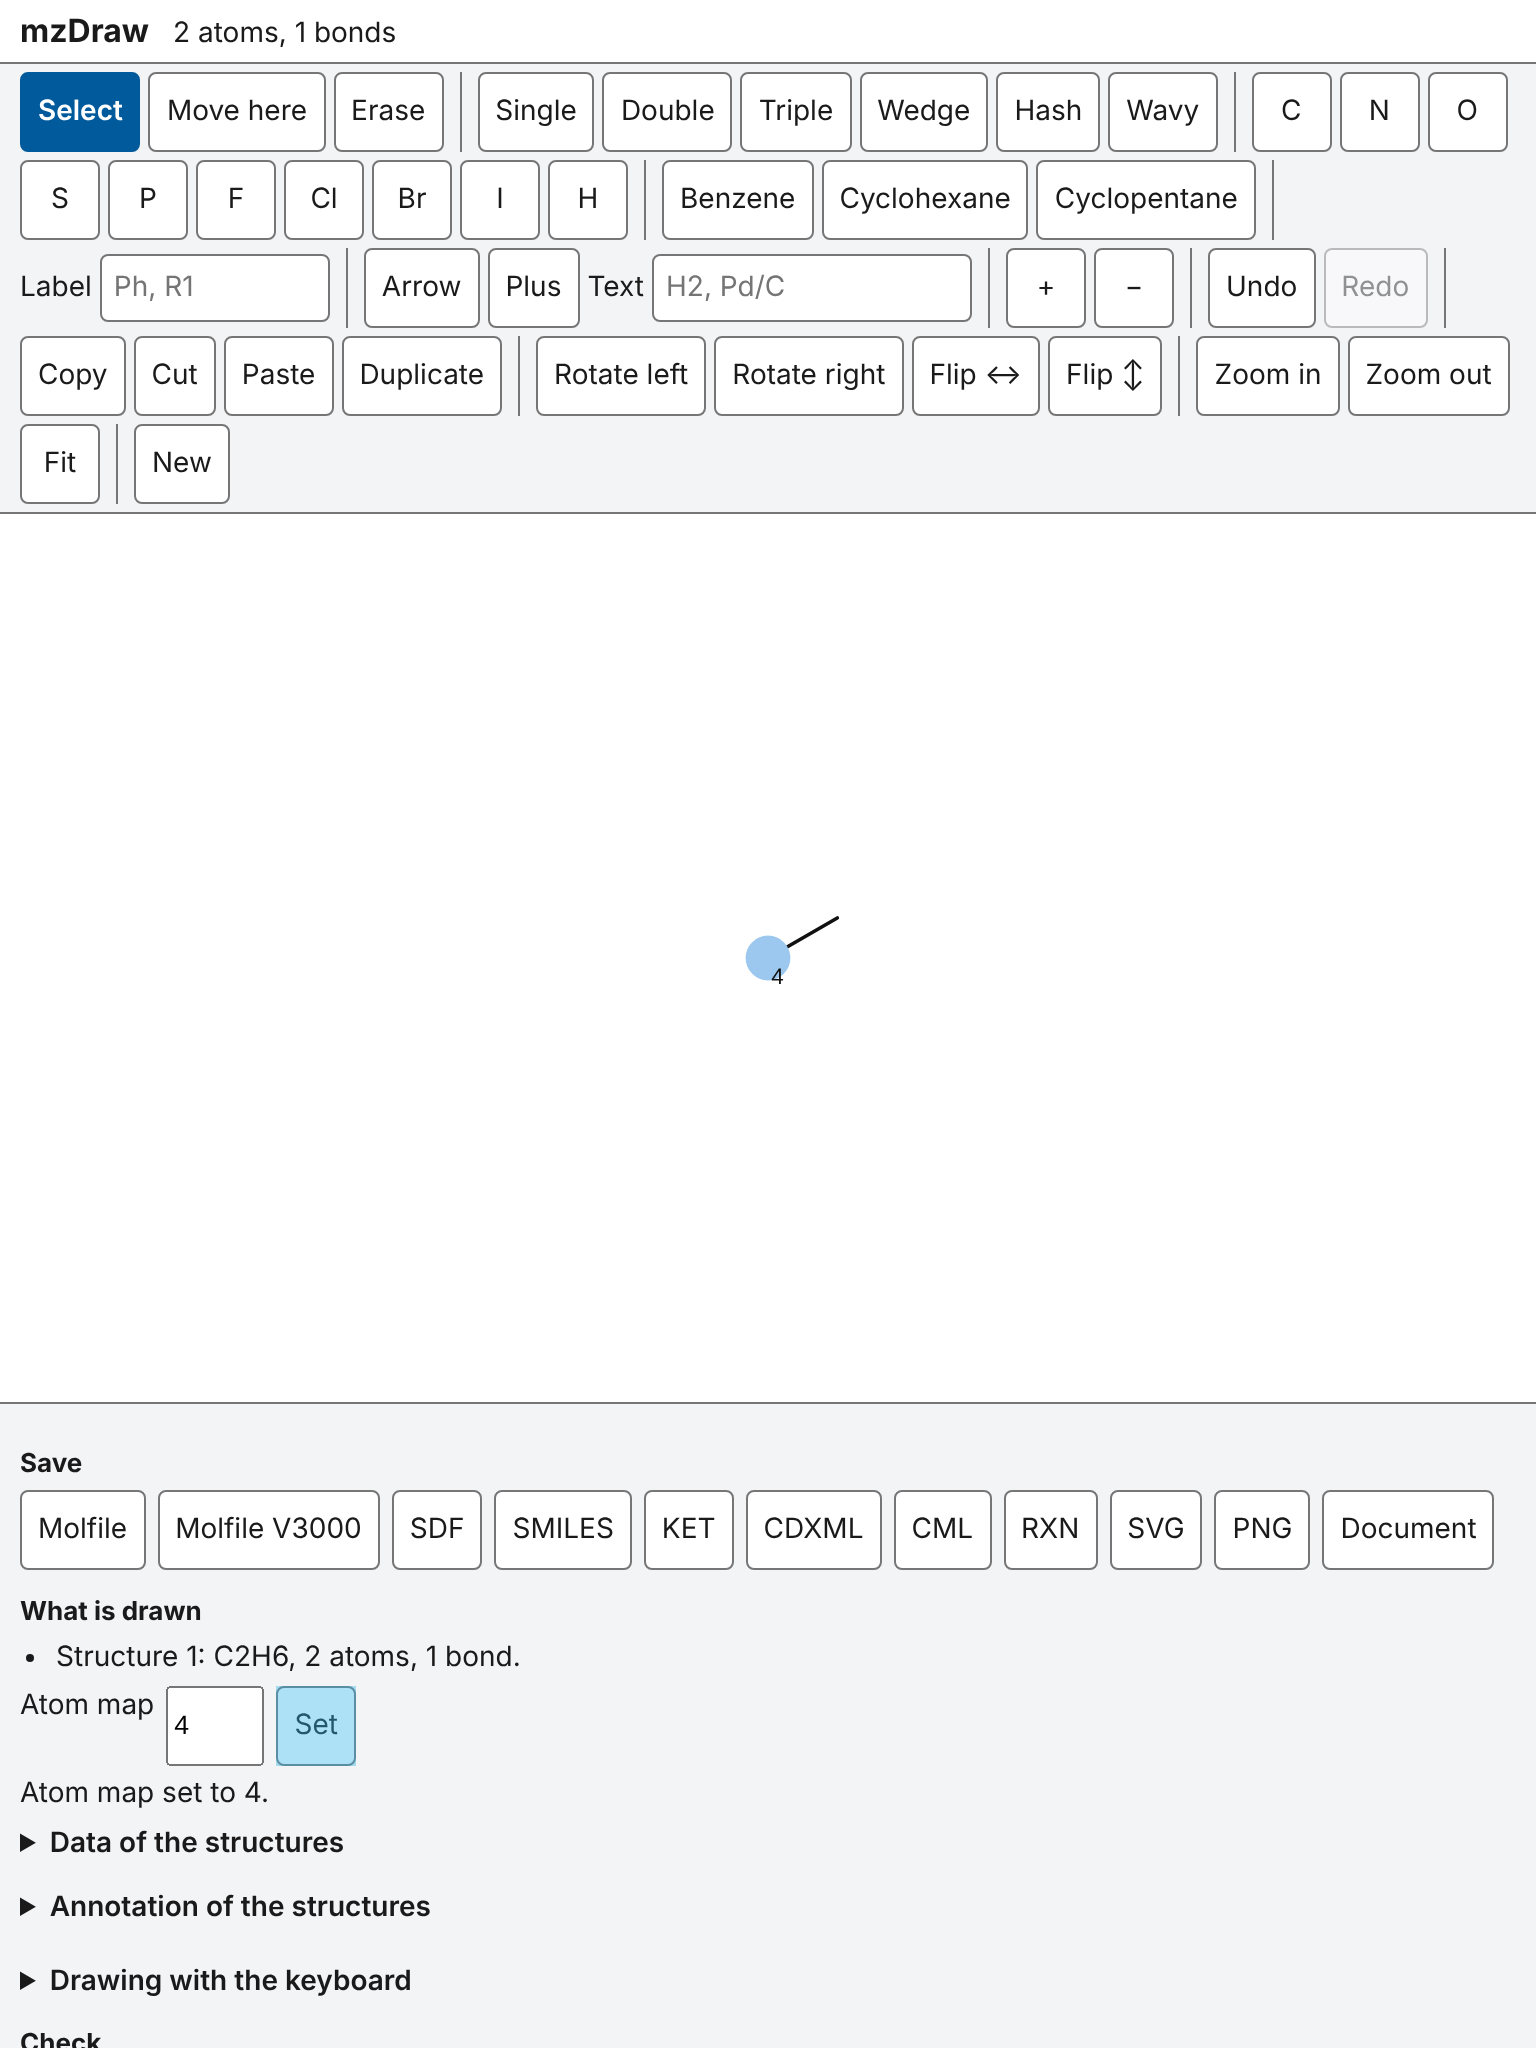 mzDraw 2 atoms, 1 bonds
Select Move here Erase Single Double Triple Wedge Hash Wavy C N O
S P F Cl Br I H Benzene Cyclohexane Cyclopentane
Label Ph, R1 Arrow Plus Text H2, Pd/C + − Undo Redo
Copy Cut Paste Duplicate Rotate left Rotate right Flip ↔ Flip ↕ Zoom in Zoom out
Fit New
4
Save
Molfile Molfile V3000 SDF SMILES KET CDXML CML RXN SVG PNG Document
What is drawn
• Structure 1: C2H6, 2 atoms, 1 bond.
Atom map 4 Set
Atom map set to 4.
▶ Data of the structures
▶ Annotation of the structures
▶ Drawing with the keyboard
Check